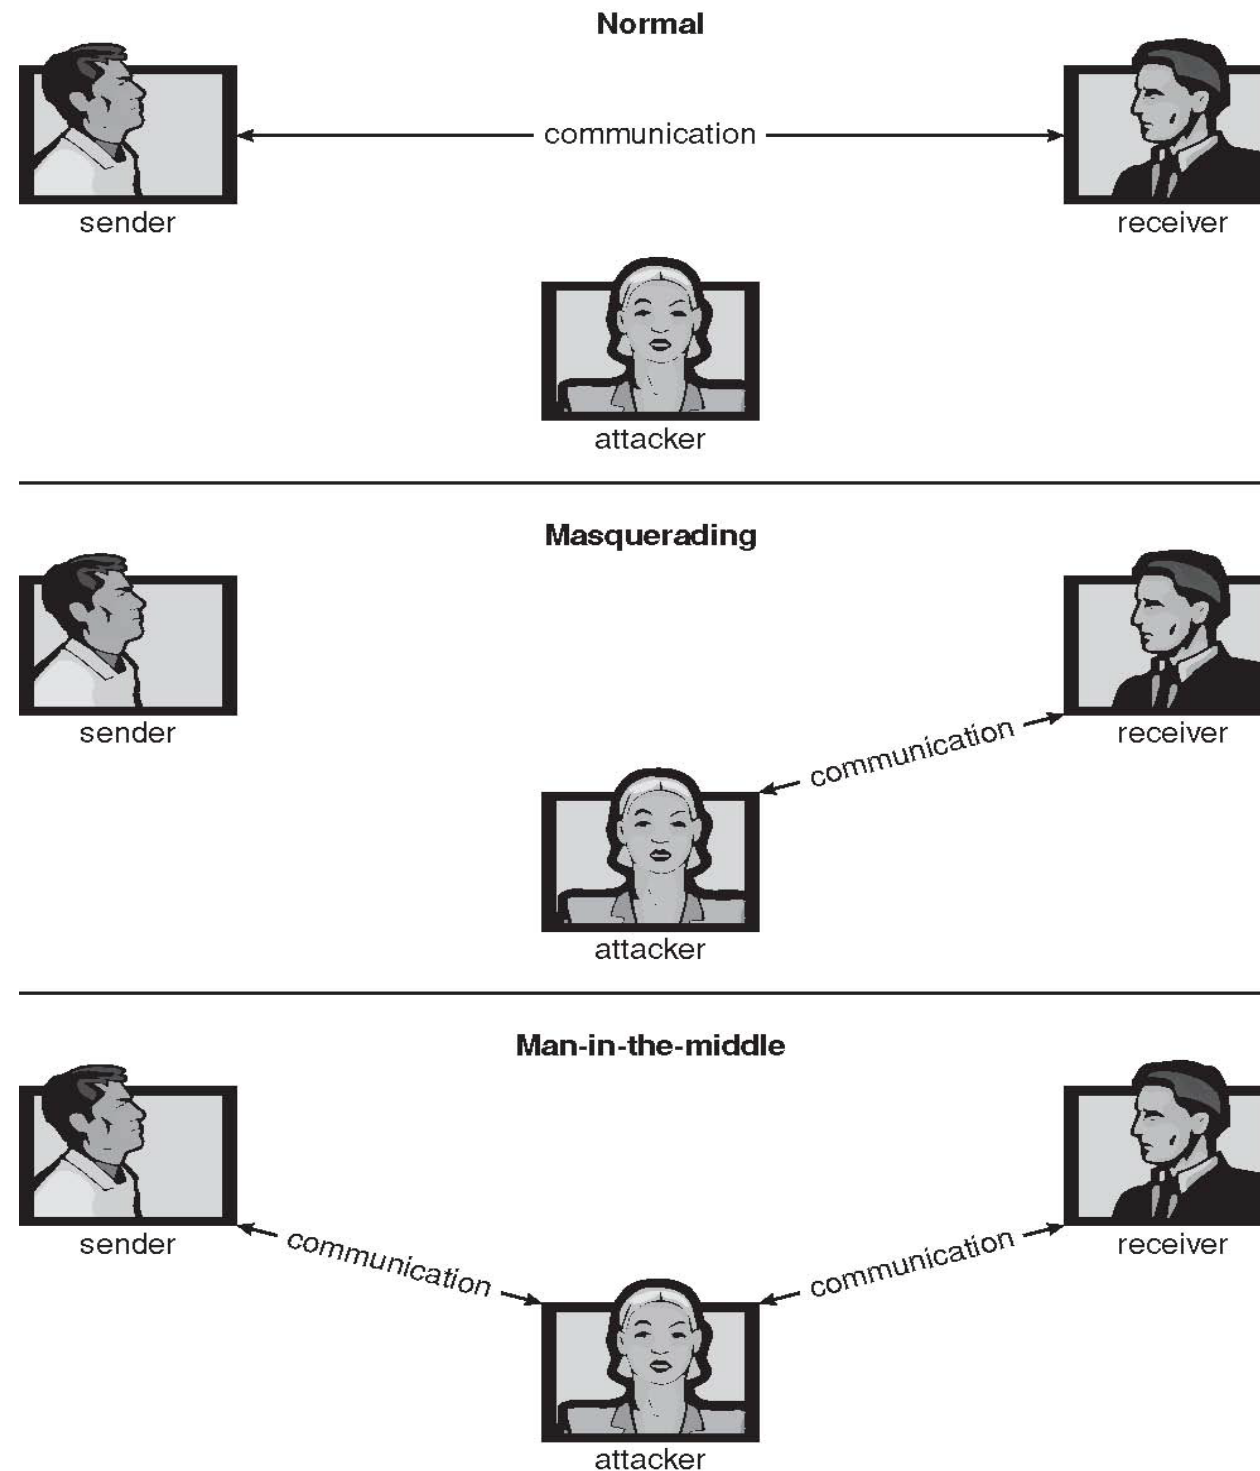 Normal
communication
sender
receiver
attacker
Masquerading
sender
receiver
communication
attacker
Man-in-the-middle
sender
communication
communication
receiver
attacker